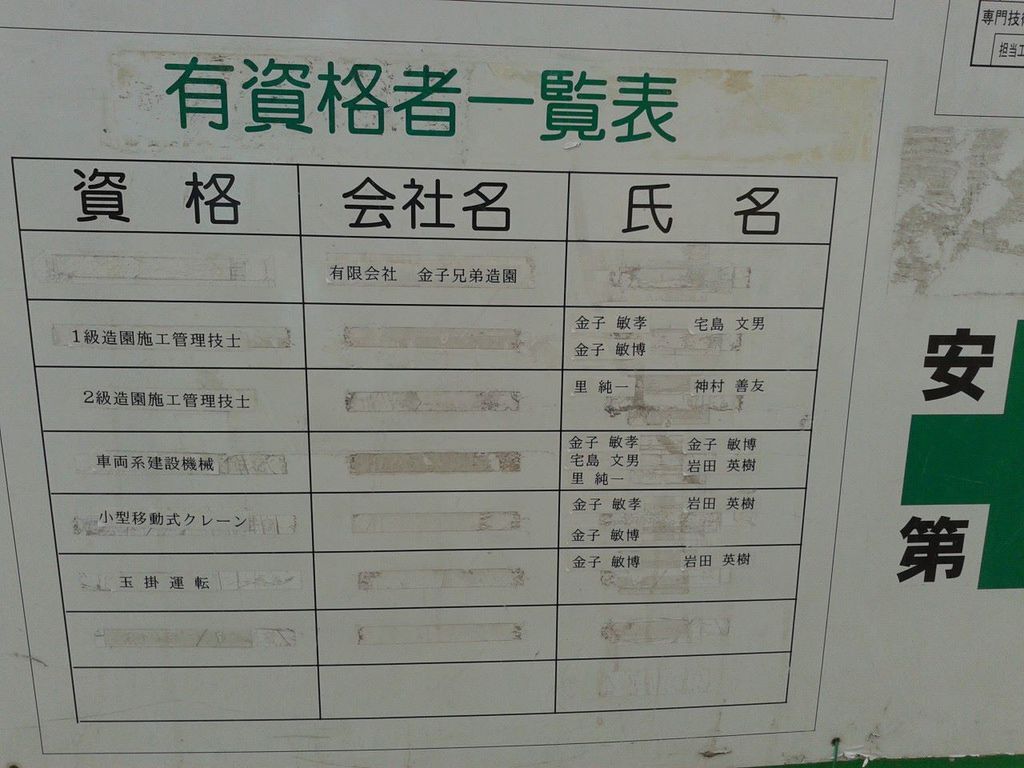 有資格者一覧表
資 格 会社名 氏 名
有限会社 金子兄弟造園
1級造園施工管理技士 金子 敏孝 宅島 文男
金子 敏博
2級造園施工管理技士 里 純一 神村 善友
車両系建設機械 金子 敏孝 金子 敏博
宅島 文男 岩田 英樹
里 純一
小型移動式クレーン 金子 敏孝 岩田 英樹
金子 敏博
玉 掛 運 転 金子 敏博 岩田 英樹
専門技術
担当工
安
第